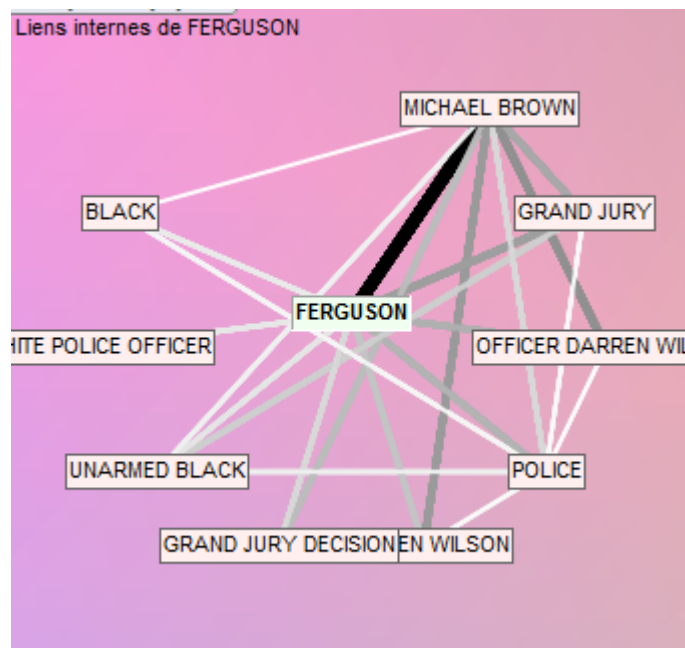 Liens internes de FERGUSON
MICHAEL BROWN
BLACK
GRAND JURY
FERGUSON
HITE POLICE OFFICER
OFFICER DARREN WIL
UNARMED BLACK
POLICE
GRAND JURY DECISION
EN WILSON